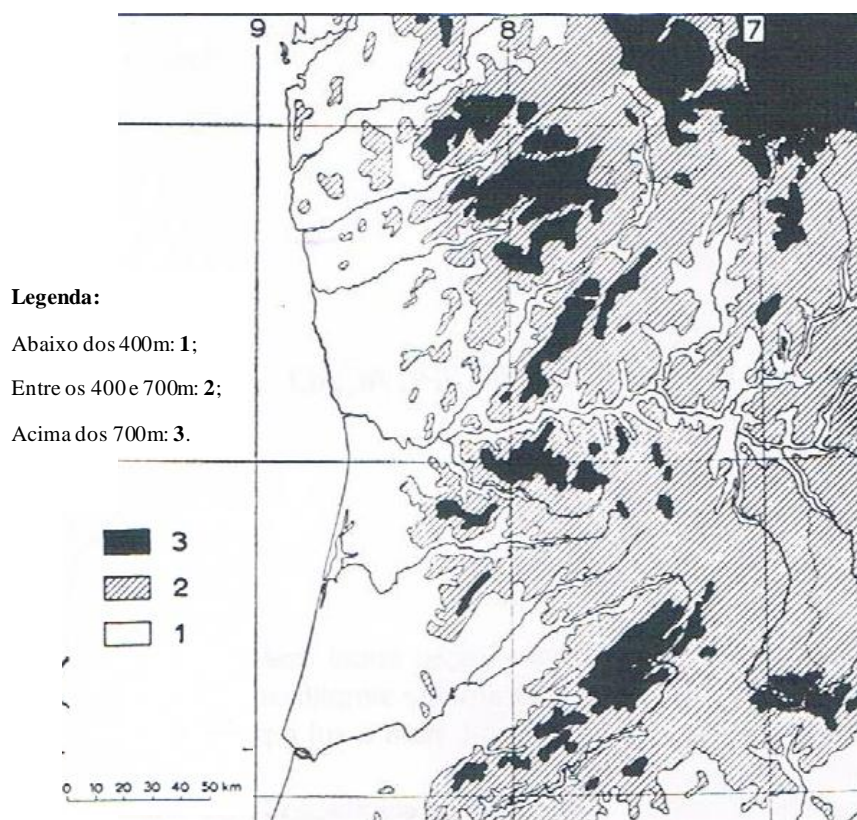 9 8 7
Legenda:
Abaixo dos 400m: 1;
Entre os 400 e 700m: 2;
Acima dos 700m: 3.
3
2
1
0 10 20 30 40 50 km